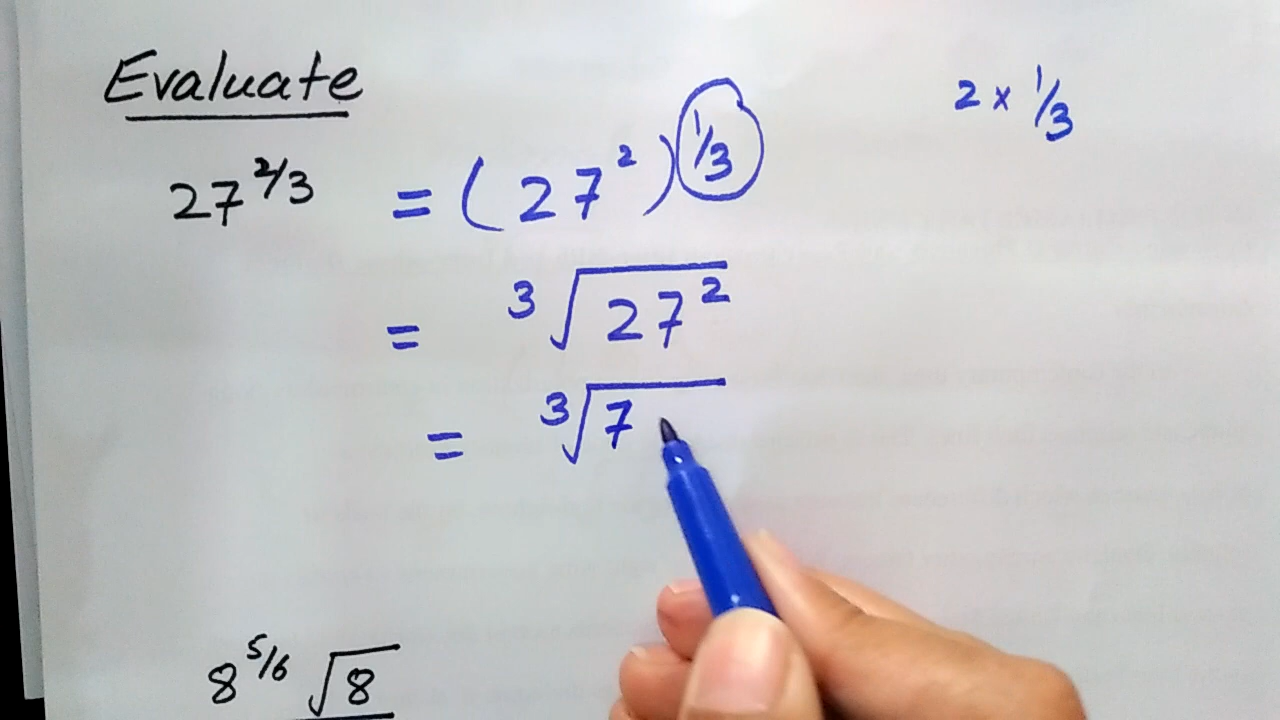 Evaluate
2 x 1/3
27^2/3 = (27^2)^1/3
= 3√27^2
= 3√7
8^5/6 √8